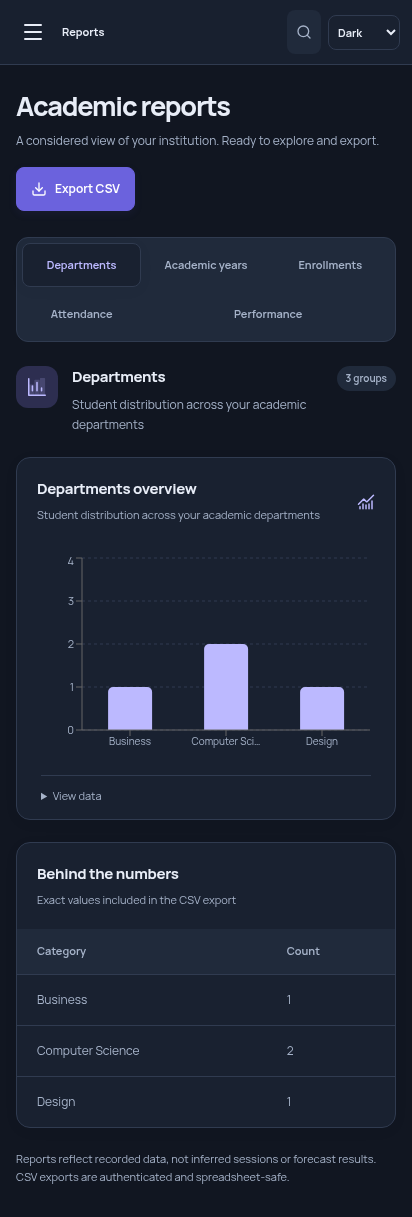 Reports
Dark
Academic reports
A considered view of your institution. Ready to explore and export.
Export CSV
Departments
Academic years
Enrollments
Attendance
Performance
Departments
3 groups
Student distribution across your academic
departments
Departments overview
Student distribution across your academic departments
4
3
2
1
0
Business
Computer Sci...
Design
View data
Behind the numbers
Exact values included in the CSV export
Category Count
Business 1
Computer Science 2
Design 1
Reports reflect recorded data, not inferred sessions or forecast results.
CSV exports are authenticated and spreadsheet-safe.